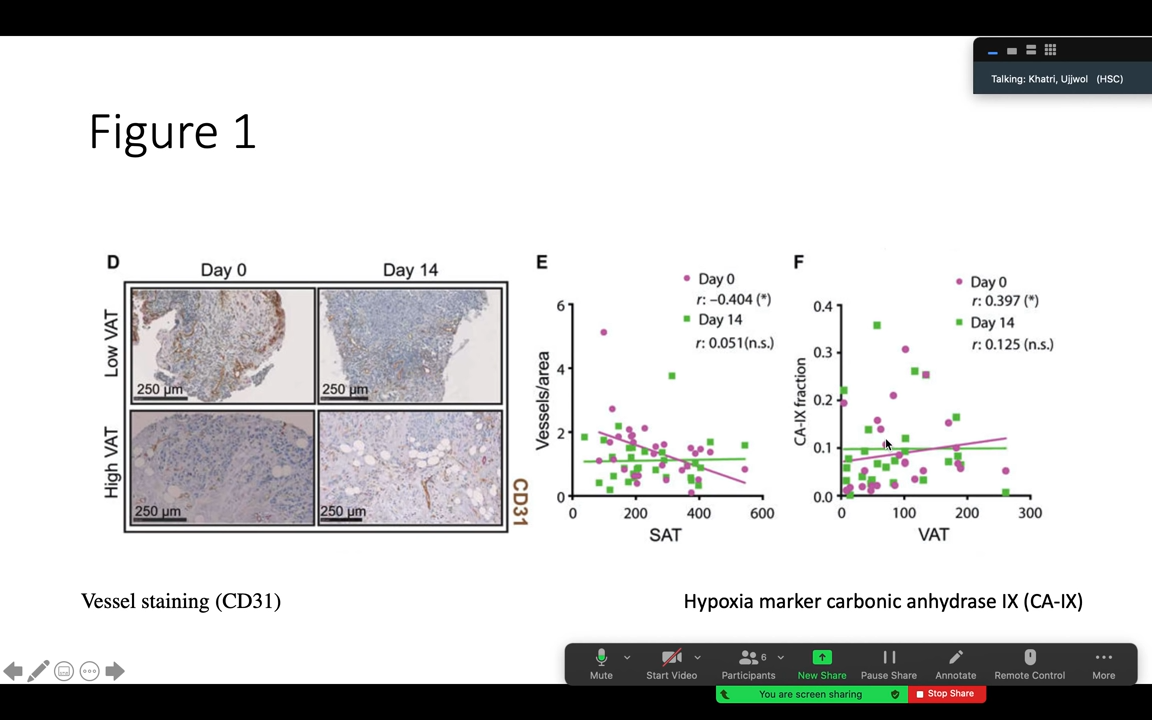 Talking: Khatri, Ujjwol (HSC)
Figure 1
D
Day 0
Day 14
Low VAT
High VAT
250 µm
250 µm
250 µm
250 µm
CD31
E
Day 0
r: –0.404 (*)
Day 14
r: 0.051(n.s.)
Vessels/area
6
4
2
0
0 200 400 600
SAT
F
Day 0
r: 0.397 (*)
Day 14
r: 0.125 (n.s.)
CA-IX fraction
0.4
0.3
0.2
0.1
0.0
0 100 200 300
VAT
Vessel staining (CD31)
Hypoxia marker carbonic anhydrase IX (CA-IX)
6
Mute Start Video Participants New Share Pause Share Annotate Remote Control More
You are screen sharing Stop Share